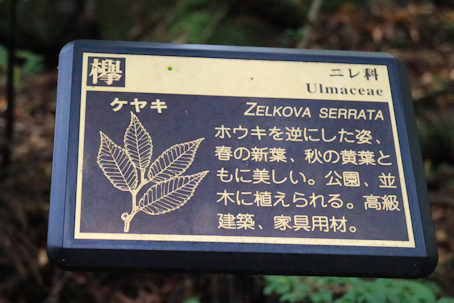 欅
ニレ科
Ulmaceae
ケヤキ
ZELKOVA SERRATA
ホウキを逆にした姿、
春の新葉、秋の黄葉と
もに美しい。公園、並
木に植えられる。高級
建築、家具用材。